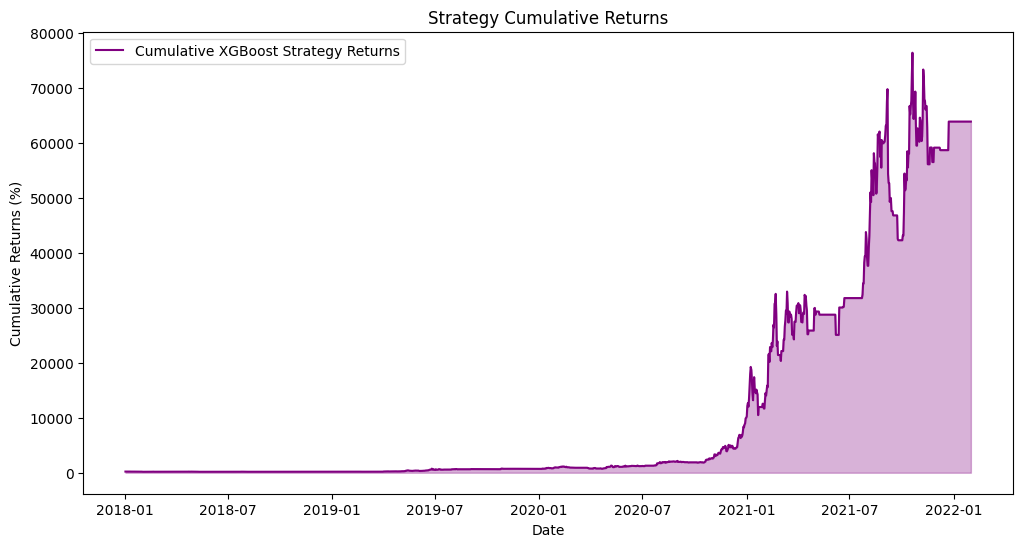 Strategy Cumulative Returns
Cumulative XGBoost Strategy Returns
Cumulative Returns (%)
80000
70000
60000
50000
40000
30000
20000
10000
0
2018-01 2018-07 2019-01 2019-07 2020-01 2020-07 2021-01 2021-07 2022-01
Date